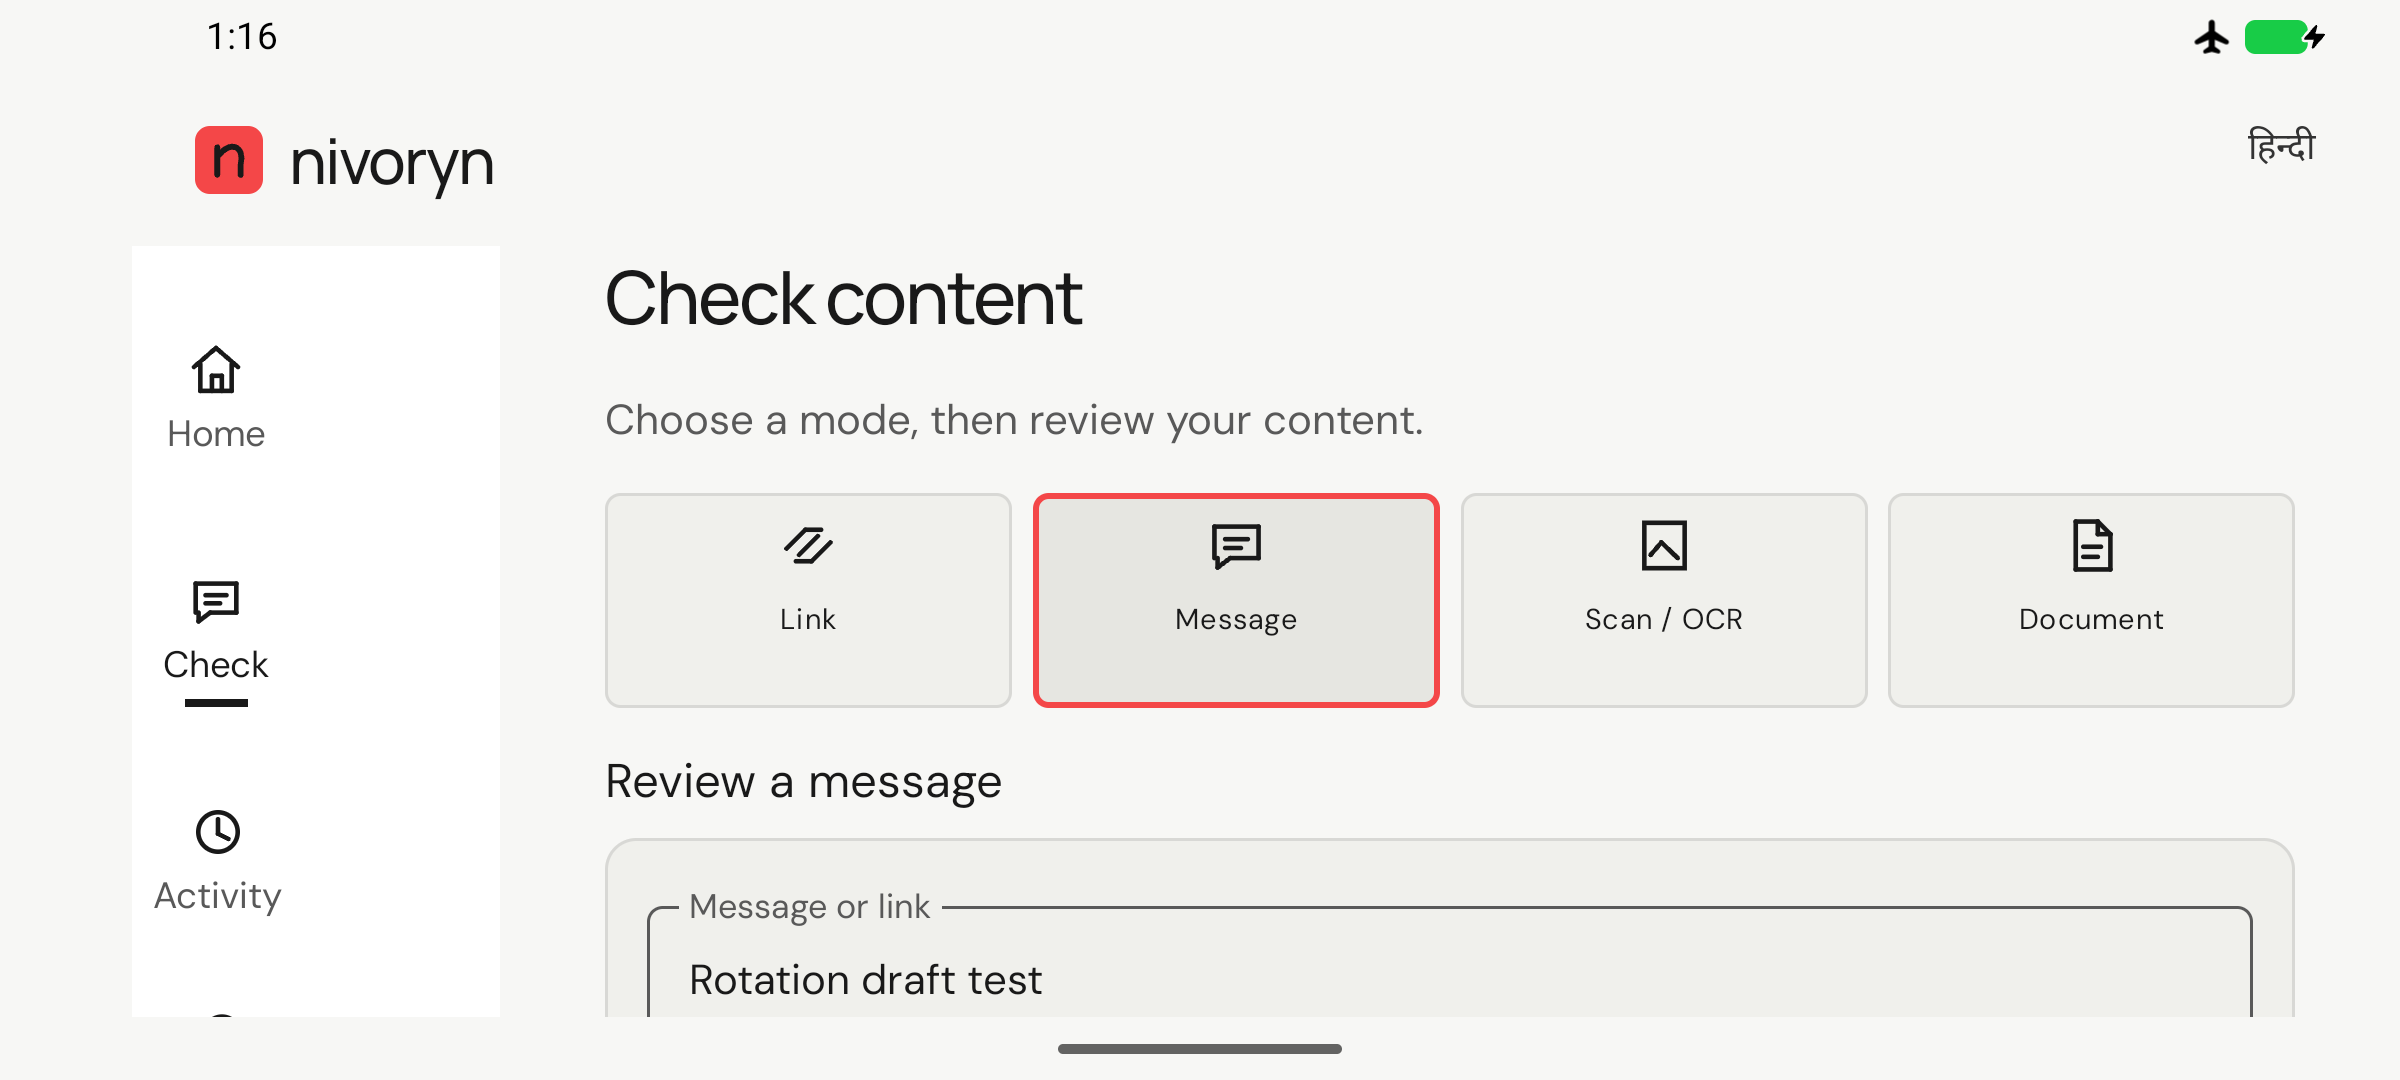 1:16
n nivoryn
हिन्दी
Home
Check
Activity
Check content
Choose a mode, then review your content.
Link
Message
Scan / OCR
Document
Review a message
Message or link
Rotation draft test